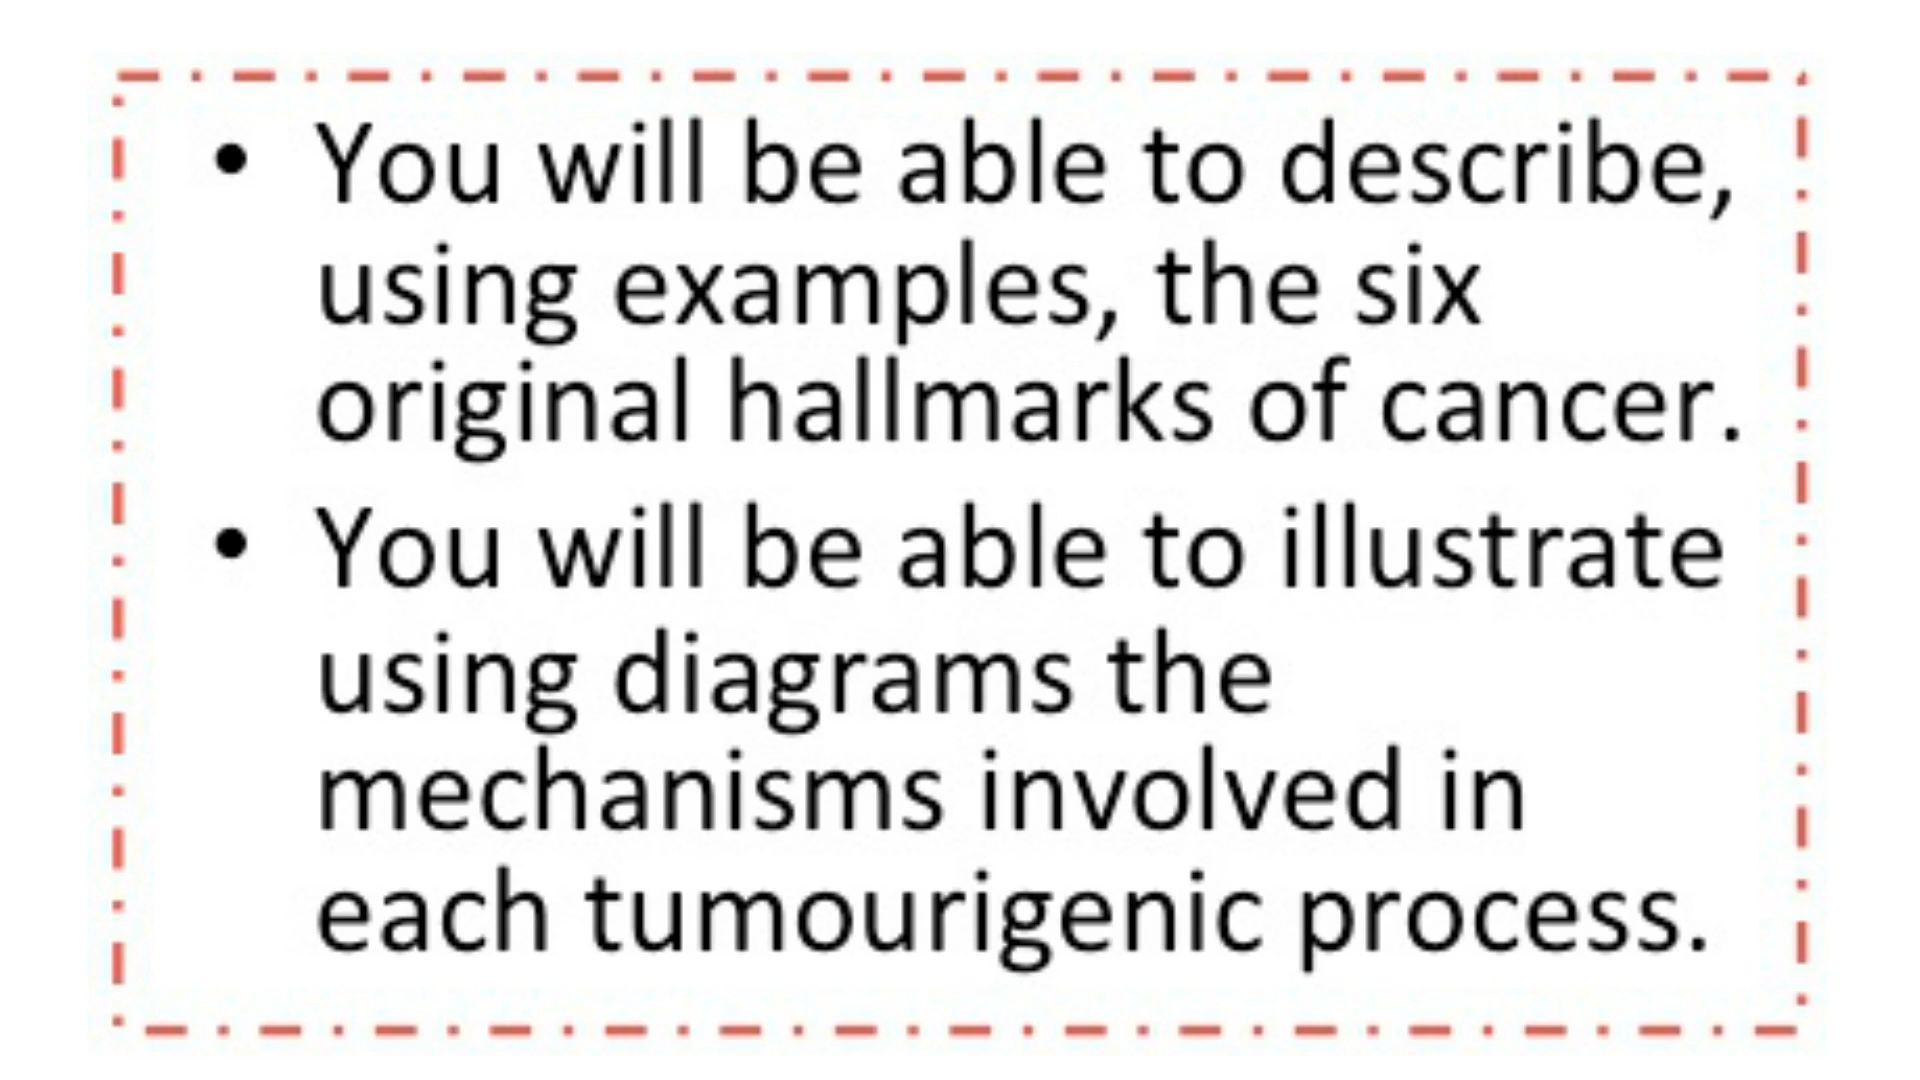 • You will be able to describe,
using examples, the six
original hallmarks of cancer.
• You will be able to illustrate
using diagrams the
mechanisms involved in
each tumourigenic process.